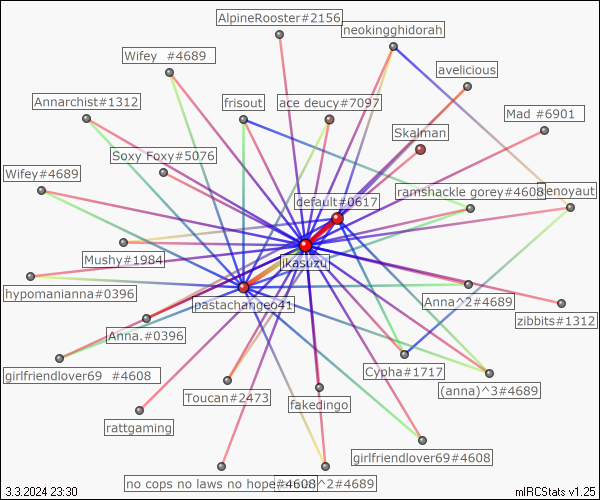 AlpineRooster#2156
neokingghidorah
Wifey #4689
avelicious
Annarchist#1312
frisout
ace deucy#7097
Mad #6901
Skalman
Soxy Foxy#5076
Wifey#4689
ramshackle gorey#4608
enoyaut
default#0617
Mushy#1984
ikasuzu
hypomanianna#0396
pastachangeo41
Anna^2#4689
zibbits#1312
Anna.#0396
girlfriendlover69 #4608
Cypha#1717
(anna)^3#4689
Toucan#2473
fakedingo
rattgaming
girlfriendlover69#4608
no cops no laws no hope#4608
^2#4689
3.3.2024 23:30
mIRCStats v1.25